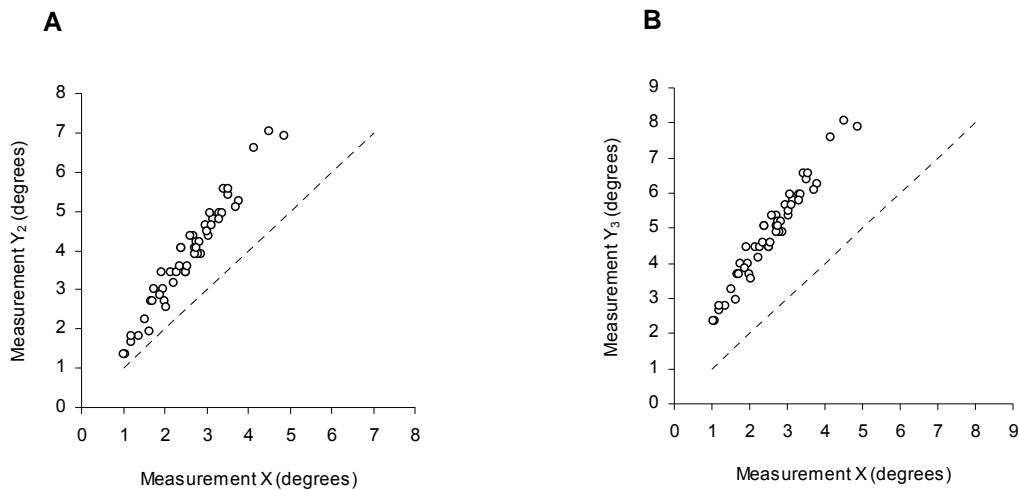 A
8
7
6
5
4
3
2
1
0
Measurement Y₂ (degrees)
0 1 2 3 4 5 6 7 8
Measurement X (degrees)
B
9
8
7
6
5
4
3
2
1
0
Measurement Y₃ (degrees)
0 1 2 3 4 5 6 7 8 9
Measurement X (degrees)